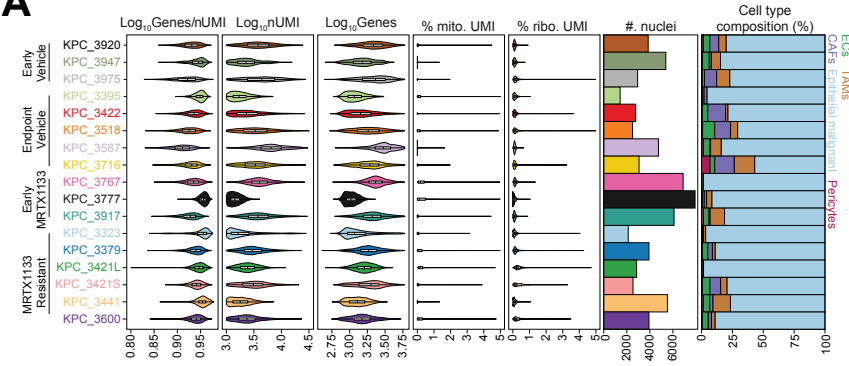 A
Log10Genes/nUMI
Log10nUMI
Log10Genes
% mito. UMI
% ribo. UMI
#. nuclei
Cell type
composition (%)
Early
Vehicle
KPC_3920
KPC_3947
KPC_3975
Endpoint
Vehicle
KPC_3395
KPC_3422
KPC_3518
KPC_3587
KPC_3716
Early
MRTX1133
KPC_3767
KPC_3777
KPC_3917
MRTX1133
Resistant
KPC_3323
KPC_3379
KPC_3421L
KPC_3421S
KPC_3441
KPC_3600
ECs
CAFs
TAMs
Epithelial malignant
Pericytes
0.80 0.85 0.90 0.95
3.0 3.5 4.0 4.5
2.75 3.00 3.25 3.50 3.75
0 1 2 3 4 5
0 1 2 3 4 5
2000 4000 6000
0 25 50 75 100